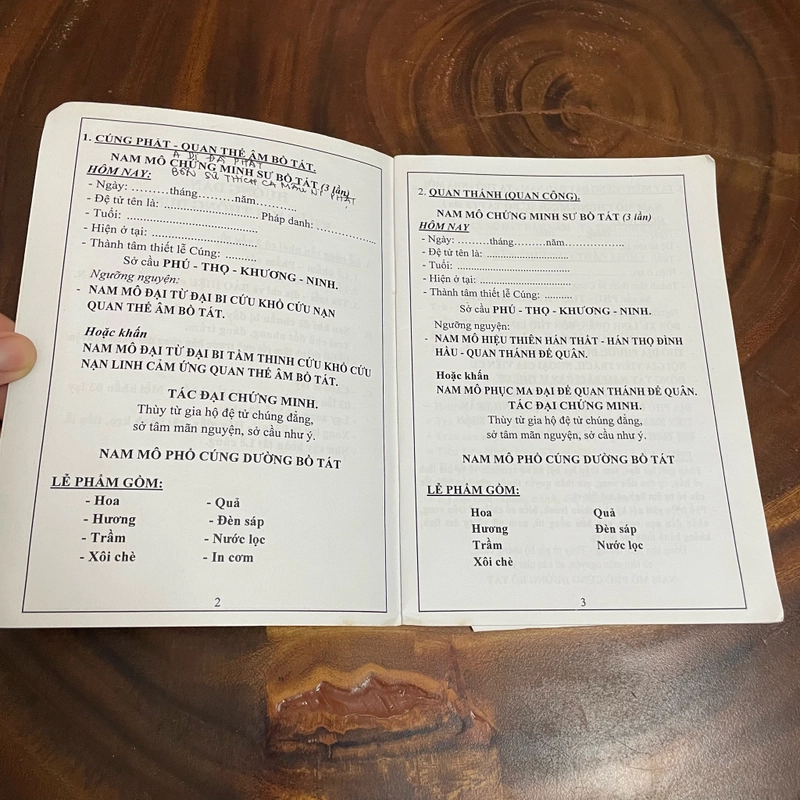 1. CÚNG PHẬT - QUAN THẾ ÂM BỒ TÁT.
A DI ĐÀ PHẬT
NAM MÔ CHỨNG MINH SƯ BỒ TÁT (3 lần)
BỔN SƯ THÍCH CA MÂU NI PHẬT
HÔM NAY:
- Ngày: .........tháng.........năm...........
- Đệ tử tên là: ......................... Pháp danh: ................
- Tuổi: ........................................
- Hiện ở tại: ................................
- Thành tâm thiết lễ Cúng: ..........
Sở cầu PHÚ - THỌ - KHƯƠNG - NINH.
Ngưỡng nguyện:
- NAM MÔ ĐẠI TỪ ĐẠI BI CỨU KHỔ CỨU NẠN
QUAN THẾ ÂM BỒ TÁT.
Hoặc khấn
NAM MÔ ĐẠI TỪ ĐẠI BI TẦM THINH CỨU KHỔ CỨU
NẠN LINH CẢM ỨNG QUAN THẾ ÂM BỒ TÁT.
TÁC ĐẠI CHỨNG MINH.
Thùy từ gia hộ đệ tử chúng đẳng,
sở tâm mãn nguyện, sở cầu như ý.
NAM MÔ PHỔ CÚNG DƯỜNG BỒ TÁT
LỄ PHẨM GỒM:
- Hoa - Quả
- Hương - Đèn sáp
- Trầm - Nước lọc
- Xôi chè - In cơm
2
2. QUAN THÁNH (QUAN CÔNG).
NAM MÔ CHỨNG MINH SƯ BỒ TÁT (3 lần)
HÔM NAY
- Ngày: .........tháng.......năm.................
- Đệ tử tên là: .........................................
- Tuổi: ..................................................
- Hiện ở tại: ..........................................
- Thành tâm thiết lễ Cúng: .........
Sở cầu PHÚ - THỌ - KHƯƠNG - NINH.
Ngưỡng nguyện:
- NAM MÔ HIỆU THIÊN HÁN THẤT - HÁN THỌ ĐÌNH
HẦU - QUAN THÁNH ĐẾ QUÂN.
Hoặc khấn
NAM MÔ PHỤC MA ĐẠI ĐẾ QUAN THÁNH ĐẾ QUÂN.
TÁC ĐẠI CHỨNG MINH.
Thùy từ gia hộ đệ tử chúng đẳng,
sở tâm mãn nguyện, sở cầu như ý.
NAM MÔ PHỔ CÚNG DƯỜNG BỒ TÁT
LỄ PHẨM GỒM:
Hoa Quả
Hương Đèn sáp
Trầm Nước lọc
Xôi chè
3